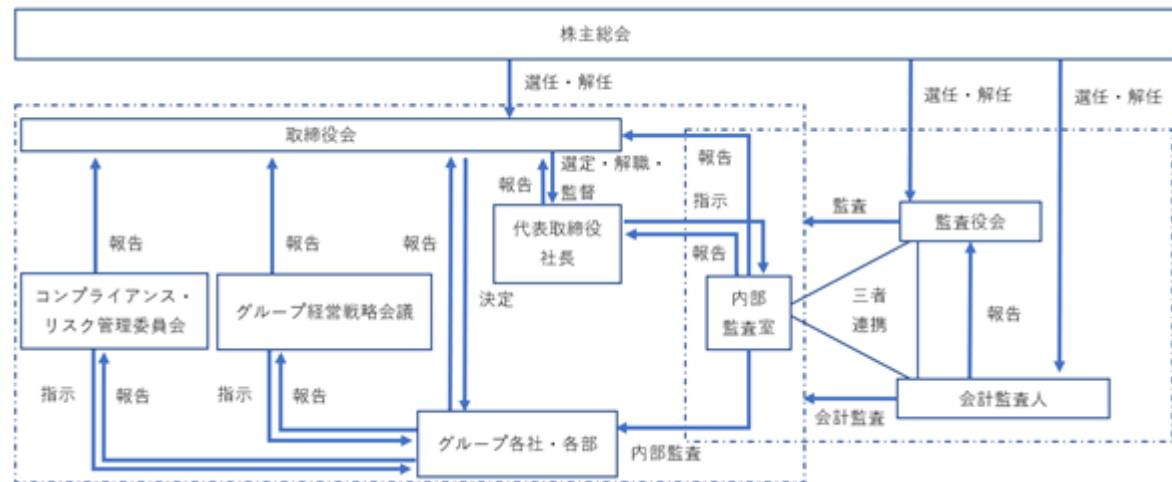 株主総会
選任・解任
選任・解任
選任・解任
取締役会
報告
選定・解職・
監督
報告
指示
監査
監査役会
報告
報告
報告
代表取締役
社長
報告
コンプライアンス・
リスク管理委員会
グループ経営戦略会議
決定
内部
監査室
三者
連携
報告
指示
報告
指示
報告
グループ各社・各部
内部監査
会計監査
会計監査人